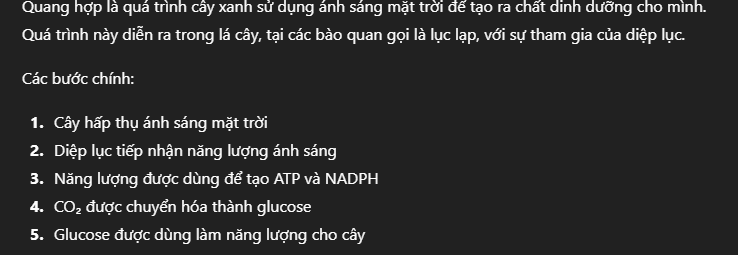 Quang hợp là quá trình cây xanh sử dụng ánh sáng mặt trời để tạo ra chất dinh dưỡng cho mình.
Quá trình này diễn ra trong lá cây, tại các bào quan gọi là lục lạp, với sự tham gia của diệp lục.
Các bước chính:
1. Cây hấp thụ ánh sáng mặt trời
2. Diệp lục tiếp nhận năng lượng ánh sáng
3. Năng lượng được dùng để tạo ATP và NADPH
4. CO₂ được chuyển hóa thành glucose
5. Glucose được dùng làm năng lượng cho cây